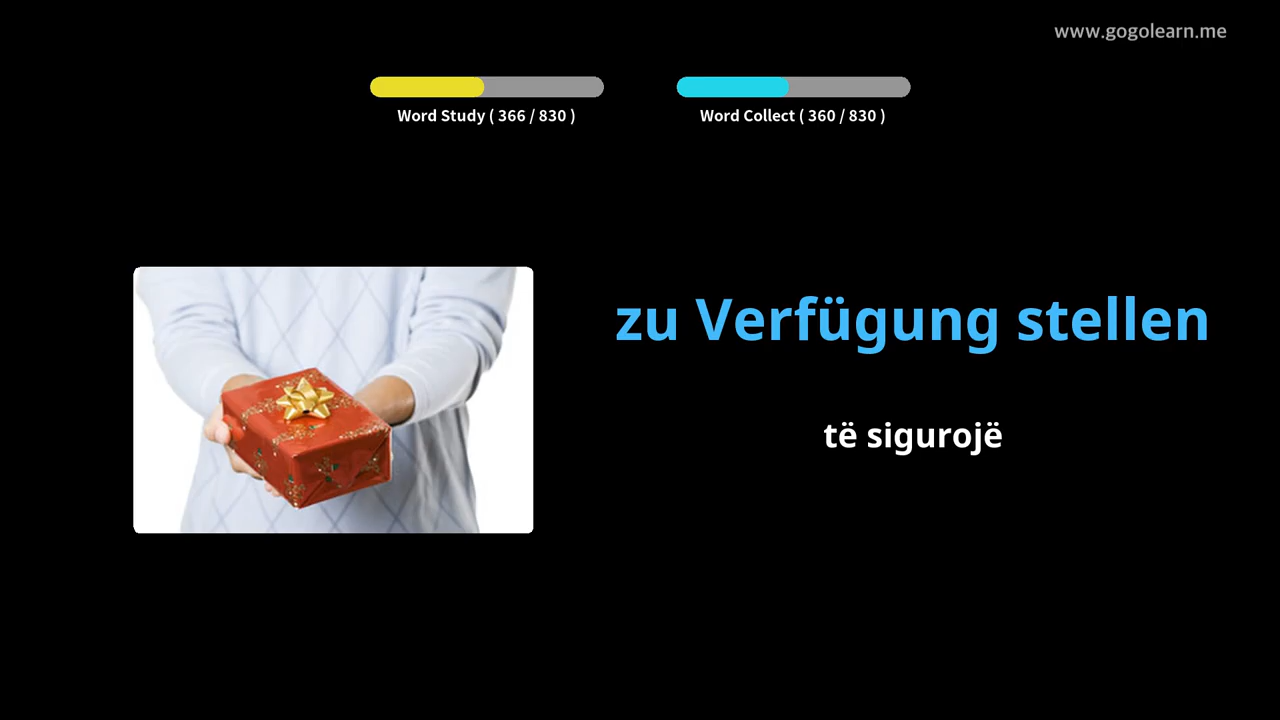 www.gogolearn.me
Word Study ( 366 / 830 )
Word Collect ( 360 / 830 )
zu Verfügung stellen
të sigurojë